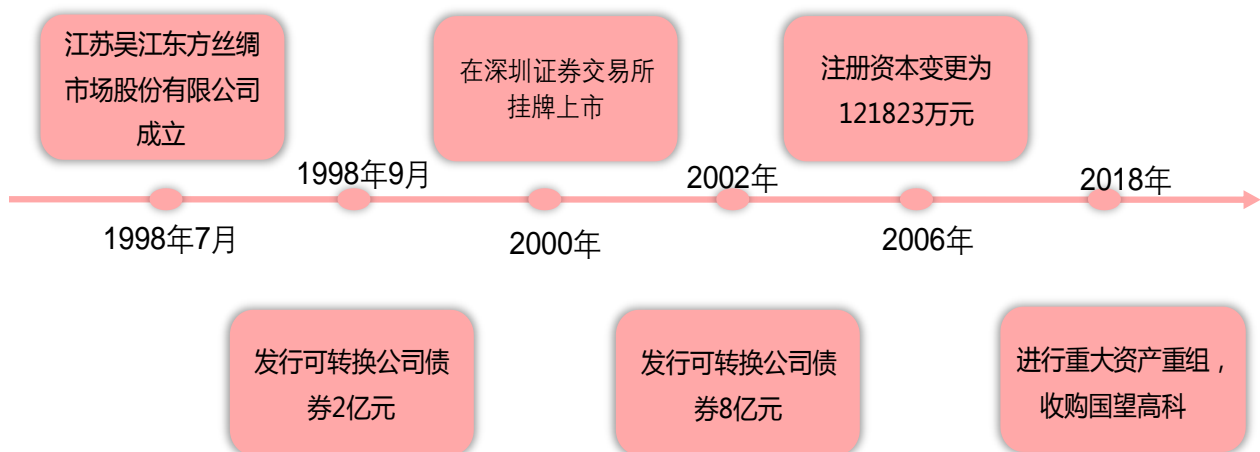 江苏吴江东方丝绸
市场股份有限公司
成立
在深圳证券交易所
挂牌上市
注册资本变更为
121823万元
1998年9月
2002年
2018年
1998年7月
2000年
2006年
发行可转换公司债
券2亿元
发行可转换公司债
券8亿元
进行重大资产重组，
收购国望高科